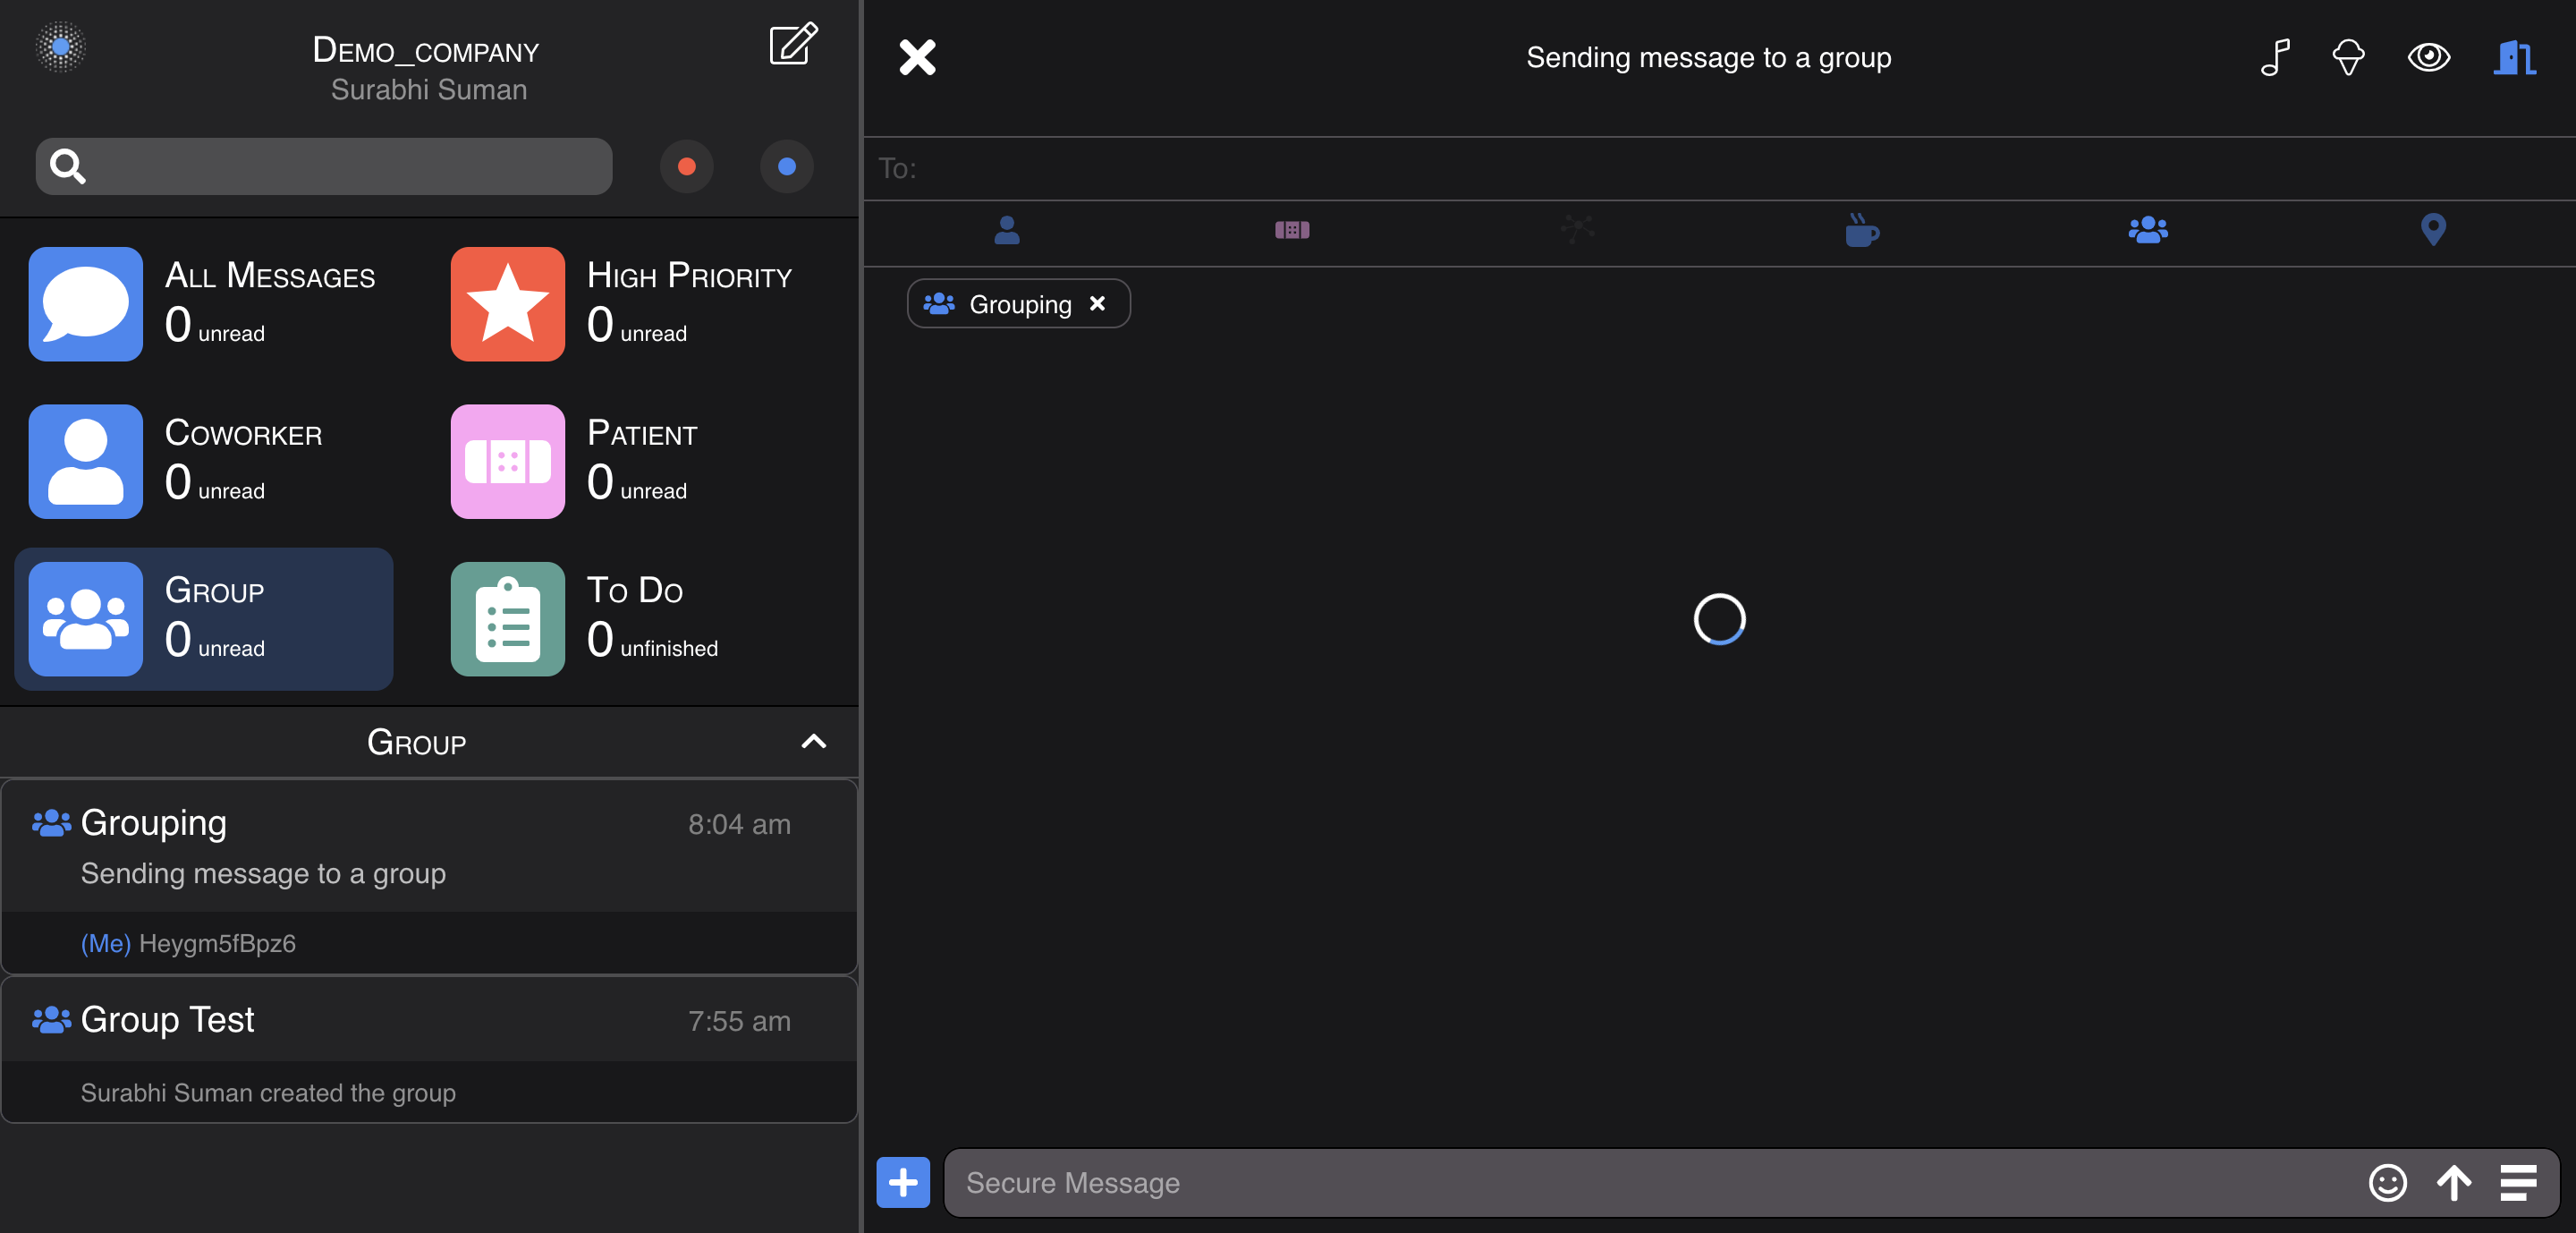 Demo_company
Surabhi Suman
All Messages
0 unread
High Priority
0 unread
Coworker
0 unread
Patient
0 unread
Group
0 unread
To Do
0 unfinished
Group
Grouping
8:04 am
Sending message to a group
(Me) Heygm5fBpz6
Group Test
7:55 am
Surabhi Suman created the group
Sending message to a group
To:
Grouping
Secure Message